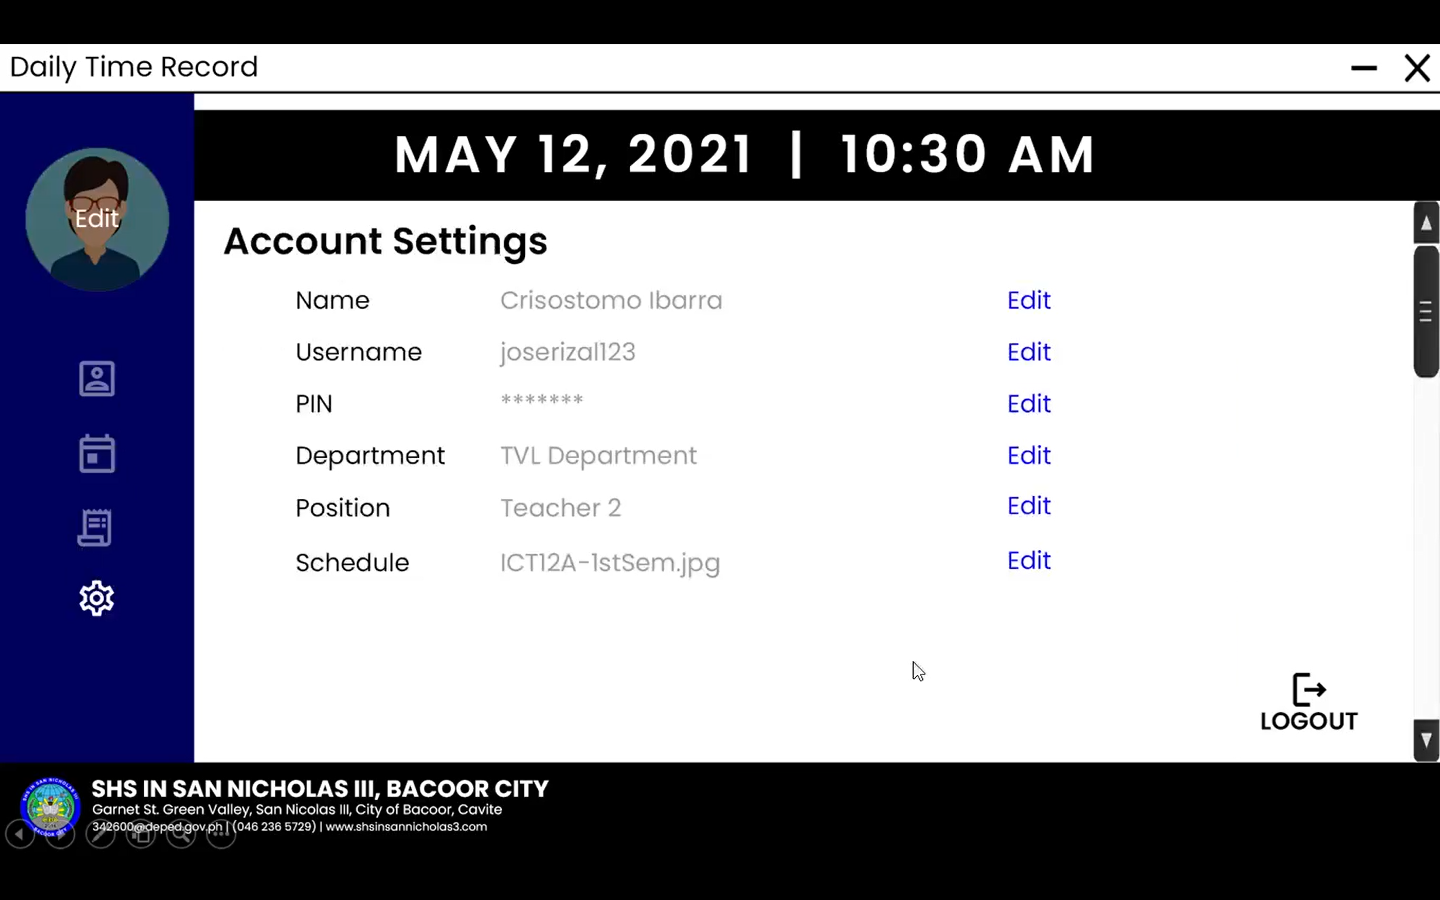 Daily Time Record
MAY 12, 2021 | 10:30 AM
Edit
Account Settings
Name Crisostomo Ibarra Edit
Username joserizal123 Edit
PIN ******* Edit
Department TVL Department Edit
Position Teacher 2 Edit
Schedule ICT12A-1stSem.jpg Edit
LOGOUT
SHS IN SAN NICHOLAS III, BACOOR CITY
Garnet St. Green Valley, San Nicolas III, City of Bacoor, Cavite
342600@deped.gov.ph | (046 236 5729) | www.shsinsannicholas3.com